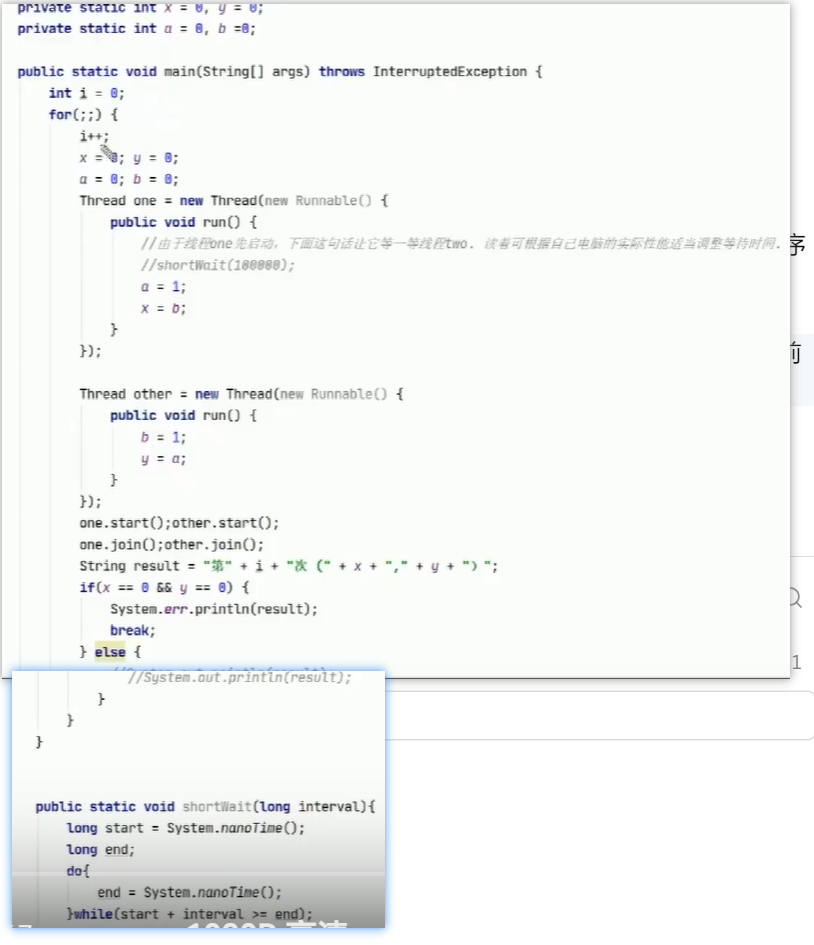 private static int x = 0, y = 0;
private static int a = 0, b =0;
public static void main(String[] args) throws InterruptedException {
int i = 0;
for(;;) {
i++;
x = 0; y = 0;
a = 0; b = 0;
Thread one = new Thread(new Runnable() {
public void run() {
//由于线程one先启动，下面这句话让它等一等线程two. 读着可根据自己电脑的实际性能适当调整等待时间.
//shortWait(100000);
a = 1;
x = b;
}
});
Thread other = new Thread(new Runnable() {
public void run() {
b = 1;
y = a;
}
});
one.start();other.start();
one.join();other.join();
String result = "第" + i + "次 (" + x + "," + y + ") ";
if(x == 0 && y == 0) {
System.err.println(result);
break;
} else {
//System.out.println(result);
}
}
}
public static void shortWait(long interval){
long start = System.nanoTime();
long end;
do{
end = System.nanoTime();
}while(start + interval >= end);
序
前
1